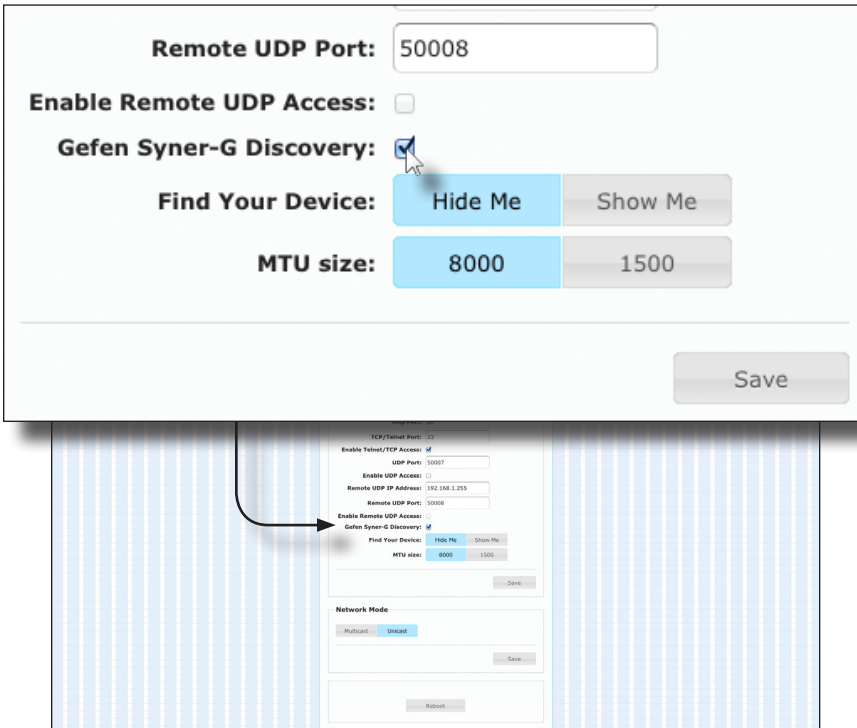 Remote UDP Port: 50008
Enable Remote UDP Access:
Gefen Syner-G Discovery:
Find Your Device: Hide Me Show Me
MTU size: 8000 1500
Save
TCP/Telnet Port: 23
Enable Telnet/TCP Access:
UDP Port: 50007
Enable UDP Access:
Remote UDP IP Address: 192.168.1.255
Remote UDP Port: 50008
Enable Remote UDP Access:
Gefen Syner-G Discovery:
Find Your Device: Hide Me Show Me
MTU size: 8000 1500
Save
Network Mode
Multicast Unicast
Save
Reboot